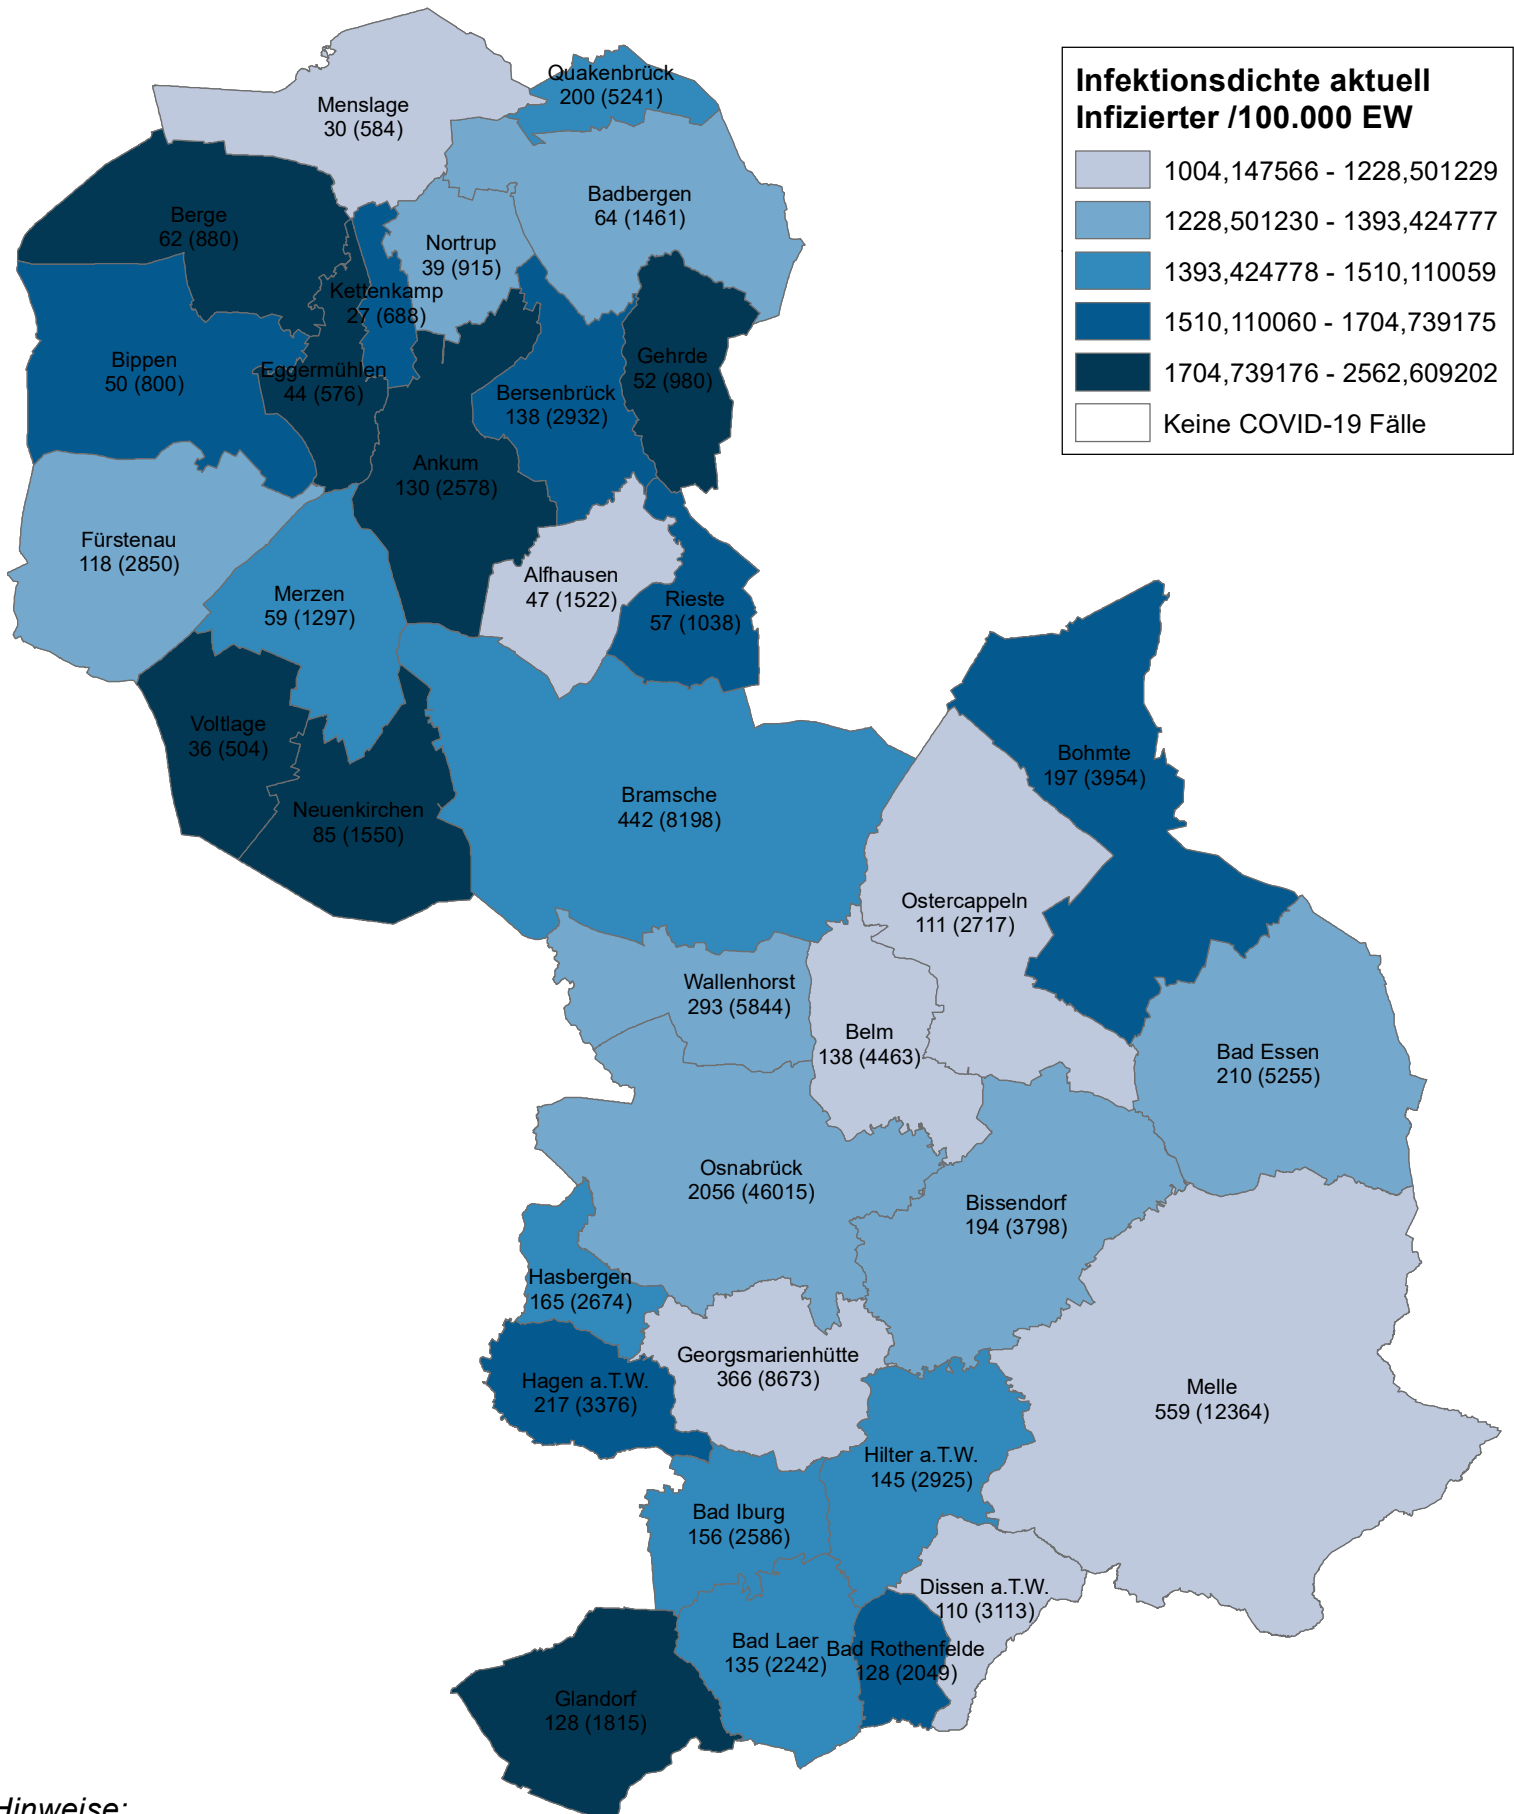 Infektionsdichte aktuell
Infizierter /100.000 EW
1004,147566 - 1228,501229
1228,501230 - 1393,424777
1393,424778 - 1510,110059
1510,110060 - 1704,739175
1704,739176 - 2562,609202
Keine COVID-19 Fälle
Quakenbrück
200 (5241)
Menslage
30 (584)
Badbergen
64 (1461)
Berge
62 (880)
Nortrup
39 (915)
Kettenkamp
27 (688)
Bippen
50 (800)
Eggermühlen
44 (576)
Gehrde
52 (980)
Bersenbrück
138 (2932)
Ankum
130 (2578)
Fürstenau
118 (2850)
Alfhausen
47 (1522)
Merzen
59 (1297)
Rieste
57 (1038)
Voltlage
36 (504)
Bohmte
197 (3954)
Bramsche
442 (8198)
Neuenkirchen
85 (1550)
Ostercappeln
111 (2717)
Wallenhorst
293 (5844)
Belm
138 (4463)
Bad Essen
210 (5255)
Osnabrück
2056 (46015)
Bissendorf
194 (3798)
Hasbergen
165 (2674)
Georgsmarienhütte
366 (8673)
Hagen a.T.W.
217 (3376)
Melle
559 (12364)
Hilter a.T.W.
145 (2925)
Bad Iburg
156 (2586)
Dissen a.T.W.
110 (3113)
Bad Laer
135 (2242)
Bad Rothenfelde
128 (2049)
Glandorf
128 (1815)
Hinweise: